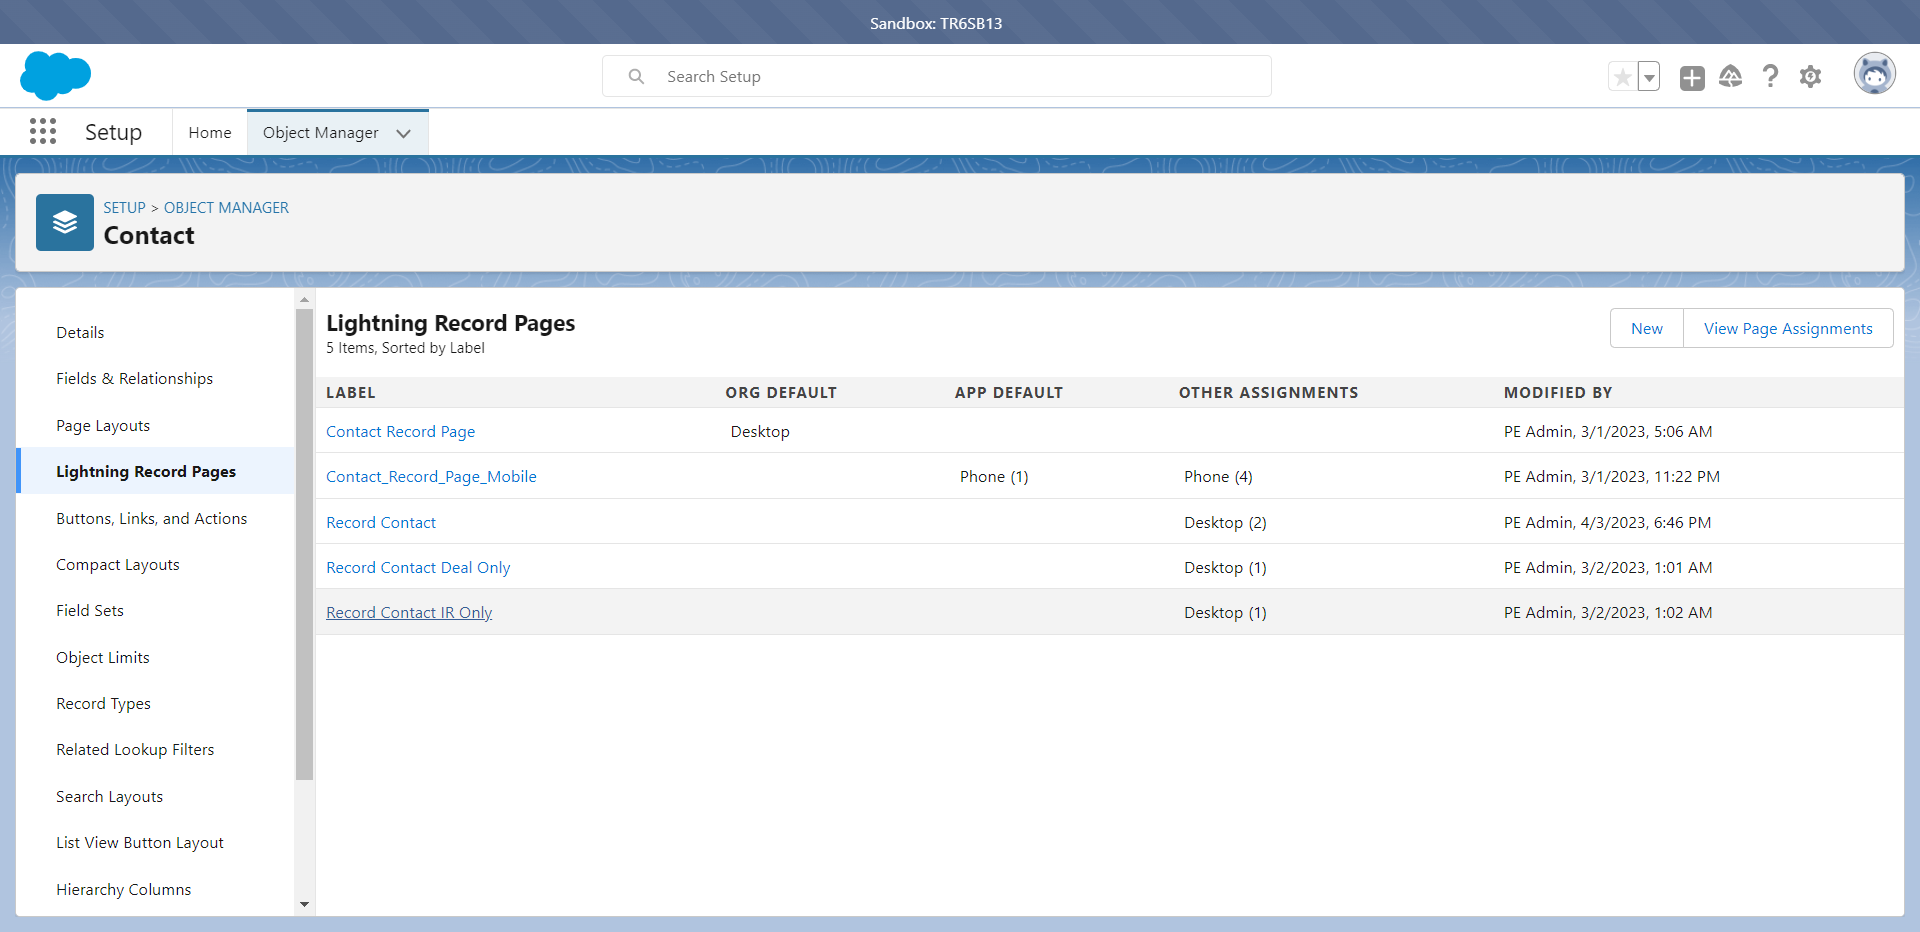 Sandbox: TR6SB13
Search Setup
Setup
Home
Object Manager
SETUP > OBJECT MANAGER
Contact
Details
Fields & Relationships
Page Layouts
Lightning Record Pages
Buttons, Links, and Actions
Compact Layouts
Field Sets
Object Limits
Record Types
Related Lookup Filters
Search Layouts
List View Button Layout
Hierarchy Columns
Lightning Record Pages
5 Items, Sorted by Label
New
View Page Assignments
LABEL ORG DEFAULT APP DEFAULT OTHER ASSIGNMENTS MODIFIED BY
Contact Record Page Desktop PE Admin, 3/1/2023, 5:06 AM
Contact_Record_Page_Mobile Phone (1) Phone (4) PE Admin, 3/1/2023, 11:22 PM
Record Contact Desktop (2) PE Admin, 4/3/2023, 6:46 PM
Record Contact Deal Only Desktop (1) PE Admin, 3/2/2023, 1:01 AM
Record Contact IR Only Desktop (1) PE Admin, 3/2/2023, 1:02 AM